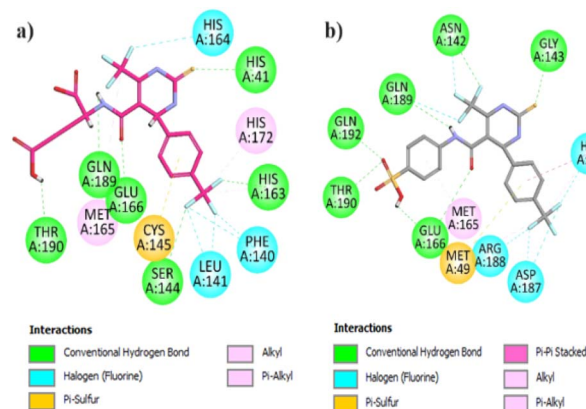 a)
HIS
A:164
HIS
A:41
HIS
A:172
HIS
A:163
PHE
A:140
LEU
A:141
SER
A:144
CYS
A:145
GLU
A:166
GLN
A:189
MET
A:165
THR
A:190
Interactions
Conventional Hydrogen Bond
Halogen (Fluorine)
Pi-Sulfur
Alkyl
Pi-Alkyl
b)
ASN
A:142
GLY
A:143
GLN
A:189
GLN
A:192
THR
A:190
GLU
A:166
MET
A:165
MET
A:49
ARG
A:188
ASP
A:187
Interactions
Conventional Hydrogen Bond
Halogen (Fluorine)
Pi-Sulfur
Pi-Pi Stacked
Alkyl
Pi-Alkyl